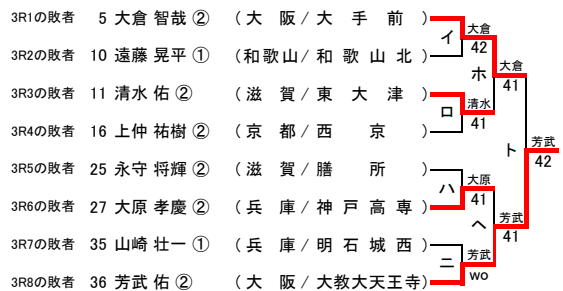 3R1の敗者 5 大倉 智哉 ② (大 阪/大 手 前)
イ 大倉 42
3R2の敗者 10 遠藤 晃平 ① (和歌山/和 歌 山 北)
ホ 大倉 41
3R3の敗者 11 清水 佑 ② (滋 賀/東 大 津)
ロ 清水 41
3R4の敗者 16 上仲 祐樹 ② (京 都/西 京)
ト 芳武 42
3R5の敗者 25 永守 将輝 ② (滋 賀/膳 所)
ハ 大原 41
3R6の敗者 27 大原 孝慶 ② (兵 庫/神 戸 高 専)
ヘ 芳武 41
3R7の敗者 35 山崎 壮一 ① (兵 庫/明 石 城 西)
ニ 芳武 wo
3R8の敗者 36 芳武 佑 ② (大 阪/大教大天王寺)